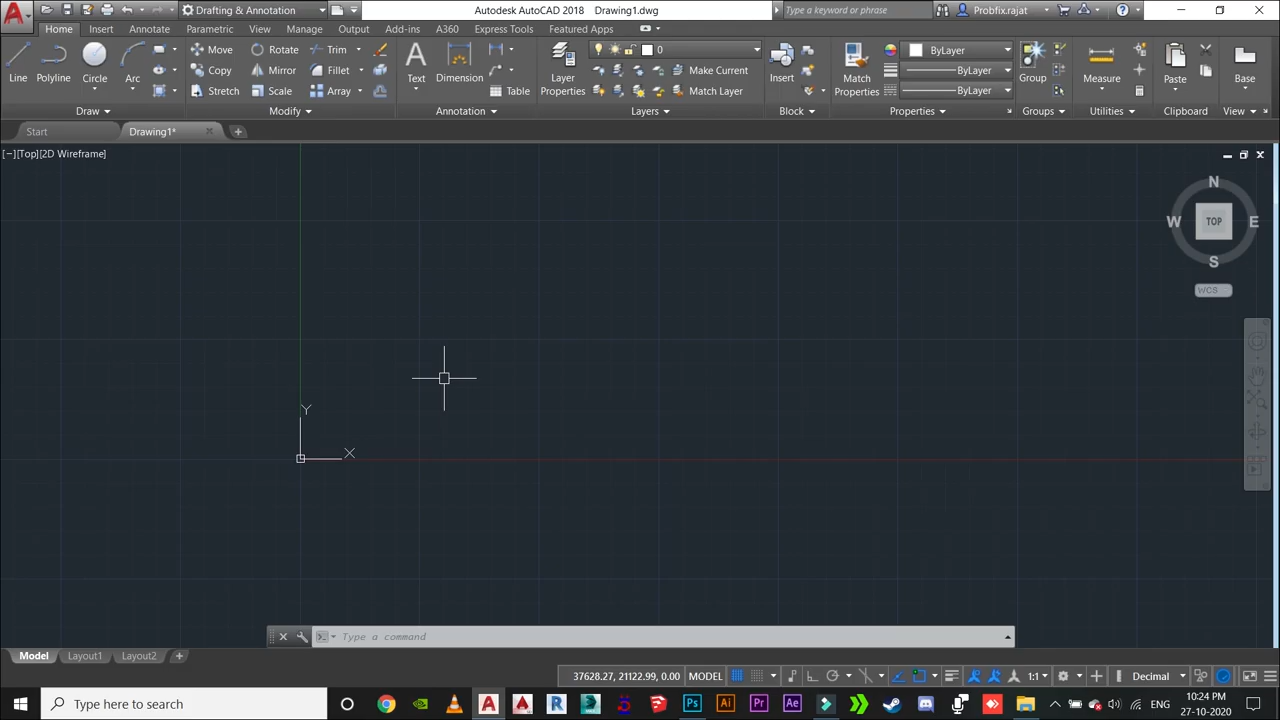 Drafting & Annotation
Autodesk AutoCAD 2018 Drawing1.dwg
Type a keyword or phrase
Probfix.rajat
Home Insert Annotate Parametric View Manage Output Add-ins A360 Express Tools Featured Apps
Line Polyline Circle Arc
Move Rotate Trim
Copy Mirror Fillet
Stretch Scale Array
Text Dimension Table
Layer Properties
0
Make Current
Match Layer
Insert
Match Properties
ByLayer
ByLayer
ByLayer
Group
Measure
Paste
Base
Draw Modify Annotation Layers Block Properties Groups Utilities Clipboard View
Start Drawing1*
[−][Top][2D Wireframe]
N
W TOP E
S
WCS
Y
X
Type a command
Model Layout1 Layout2
37628.27, 21122.99, 0.00 MODEL 1:1 Decimal
Type here to search
ENG
10:24 PM
27-10-2020